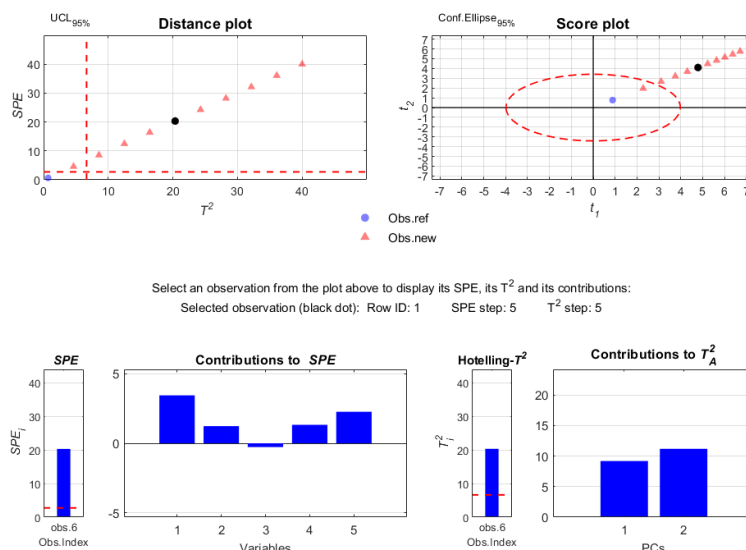 UCL95%
Distance plot
40
30
20
10
0
SPE
0 10 20 30 40
T2
Conf.Ellipse95%
Score plot
7
6
5
4
3
2
1
0
-1
-2
-3
-4
-5
-6
-7
t2
-7 -6 -5 -4 -3 -2 -1 0 1 2 3 4 5 6 7
t1
Obs.ref
Obs.new
Select an observation from the plot above to display its SPE, its T2 and its contributions:
Selected observation (black dot): Row ID: 1 SPE step: 5 T2 step: 5
SPE
40
30
20
10
0
SPEi
obs.6
Obs.Index
Contributions to SPE
5
0
-5
1 2 3 4 5
Variables
Hotelling-T2
40
30
20
10
0
Ti2
obs.6
Obs.Index
Contributions to TA2
20
15
10
5
0
1 2
PCs